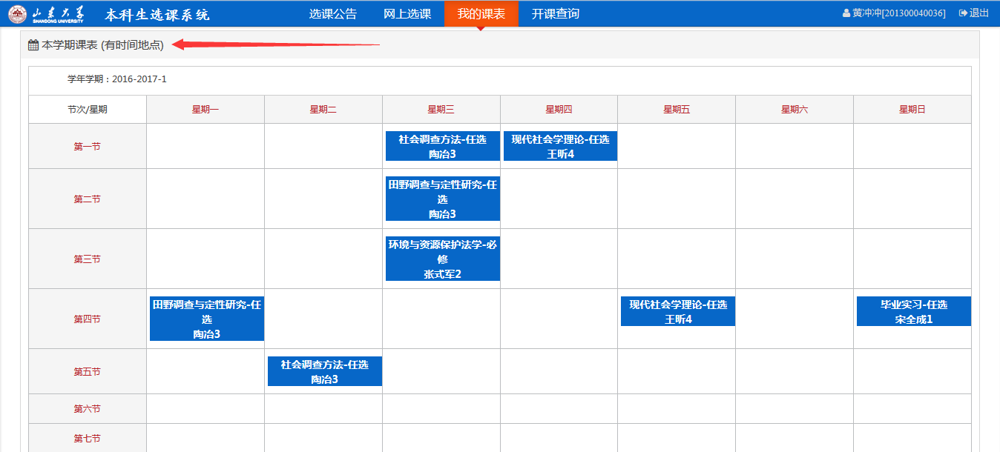 山东大学
SHANDONG UNIVERSITY
本科生选课系统
选课公告
网上选课
我的课表
开课查询
黄冲冲[201300040036]
退出
本学期课表 (有时间地点)
学年学期：2016-2017-1
节次/星期
星期一
星期二
星期三
星期四
星期五
星期六
星期日
第一节
社会调查方法-任选
陶冶3
现代社会学理论-任选
王昕4
第二节
田野调查与定性研究-任
选
陶冶3
第三节
环境与资源保护法学-必
修
张式军2
第四节
田野调查与定性研究-任
选
陶冶3
现代社会学理论-任选
王昕4
毕业实习-任选
宋全成1
第五节
社会调查方法-任选
陶冶3
第六节
第七节